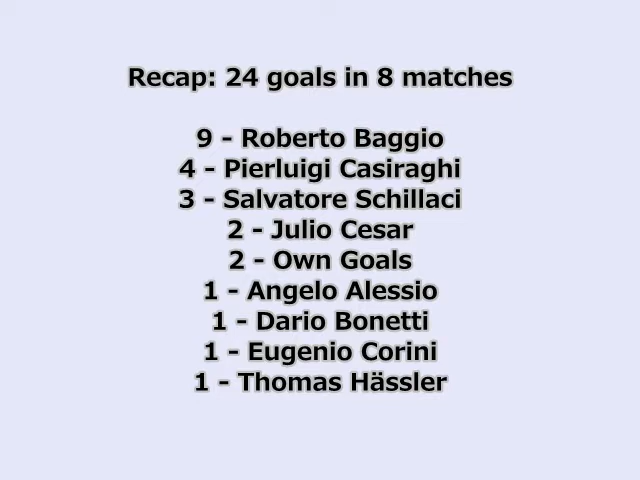 Recap: 24 goals in 8 matches
9 - Roberto Baggio
4 - Pierluigi Casiraghi
3 - Salvatore Schillaci
2 - Julio Cesar
2 - Own Goals
1 - Angelo Alessio
1 - Dario Bonetti
1 - Eugenio Corini
1 - Thomas Hässler